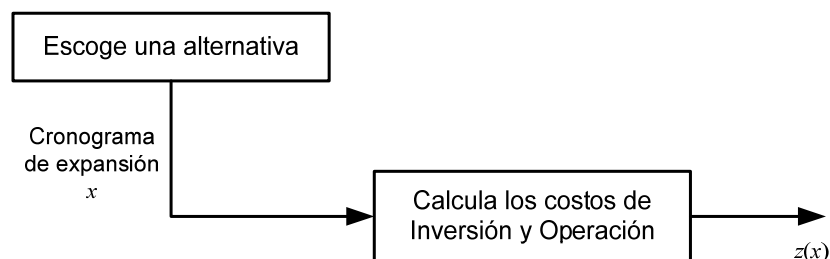 Escoge una alternativa
Cronograma
de expansión
x
Calcula los costos de
Inversión y Operación
z(x)